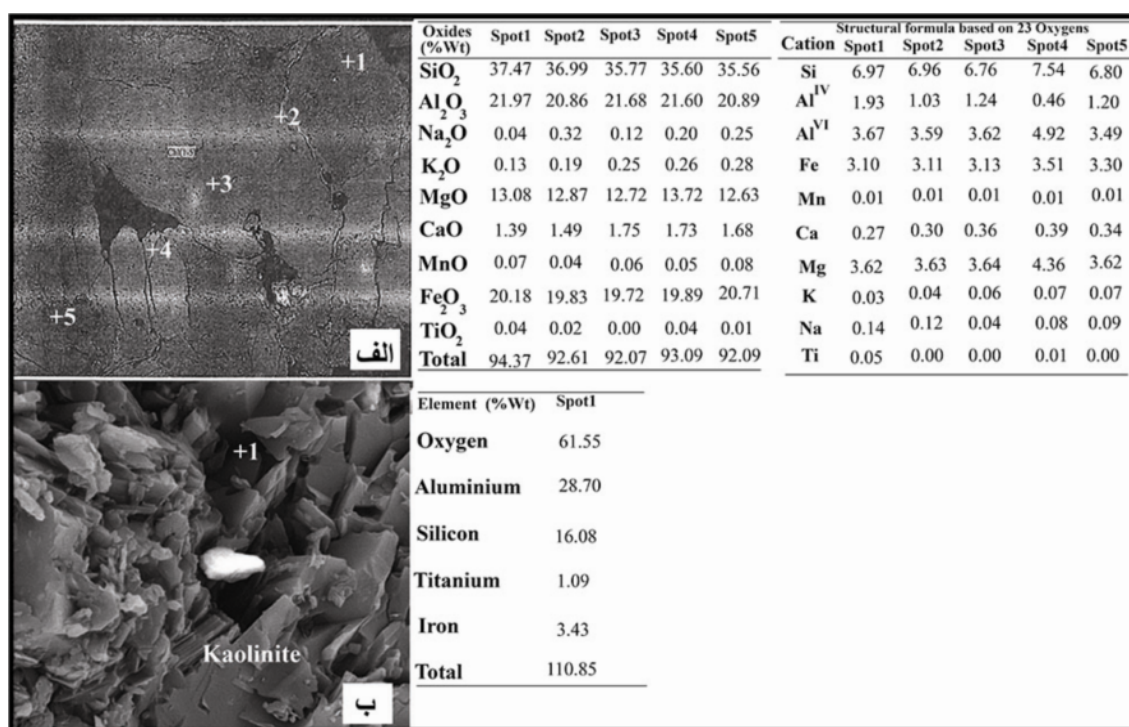 +1
+2
+3
+4
+5
الف
Oxides (%Wt) Spot1 Spot2 Spot3 Spot4 Spot5
SiO₂ 37.47 36.99 35.77 35.60 35.56
Al₂O₃ 21.97 20.86 21.68 21.60 20.89
Na₂O 0.04 0.32 0.12 0.20 0.25
K₂O 0.13 0.19 0.25 0.26 0.28
MgO 13.08 12.87 12.72 13.72 12.63
CaO 1.39 1.49 1.75 1.73 1.68
MnO 0.07 0.04 0.06 0.05 0.08
Fe₂O₃ 20.18 19.83 19.72 19.89 20.71
TiO₂ 0.04 0.02 0.00 0.04 0.01
Total 94.37 92.61 92.07 93.09 92.09
Structural formula based on 23 Oxygens
Cation Spot1 Spot2 Spot3 Spot4 Spot5
Si 6.97 6.96 6.76 7.54 6.80
Al^IV 1.93 1.03 1.24 0.46 1.20
Al^VI 3.67 3.59 3.62 4.92 3.49
Fe 3.10 3.11 3.13 3.51 3.30
Mn 0.01 0.01 0.01 0.01 0.01
Ca 0.27 0.30 0.36 0.39 0.34
Mg 3.62 3.63 3.64 4.36 3.62
K 0.03 0.04 0.06 0.07 0.07
Na 0.14 0.12 0.04 0.08 0.09
Ti 0.05 0.00 0.00 0.01 0.00
+1
Kaolinite
ب
Element (%Wt) Spot1
Oxygen 61.55
Aluminium 28.70
Silicon 16.08
Titanium 1.09
Iron 3.43
Total 110.85